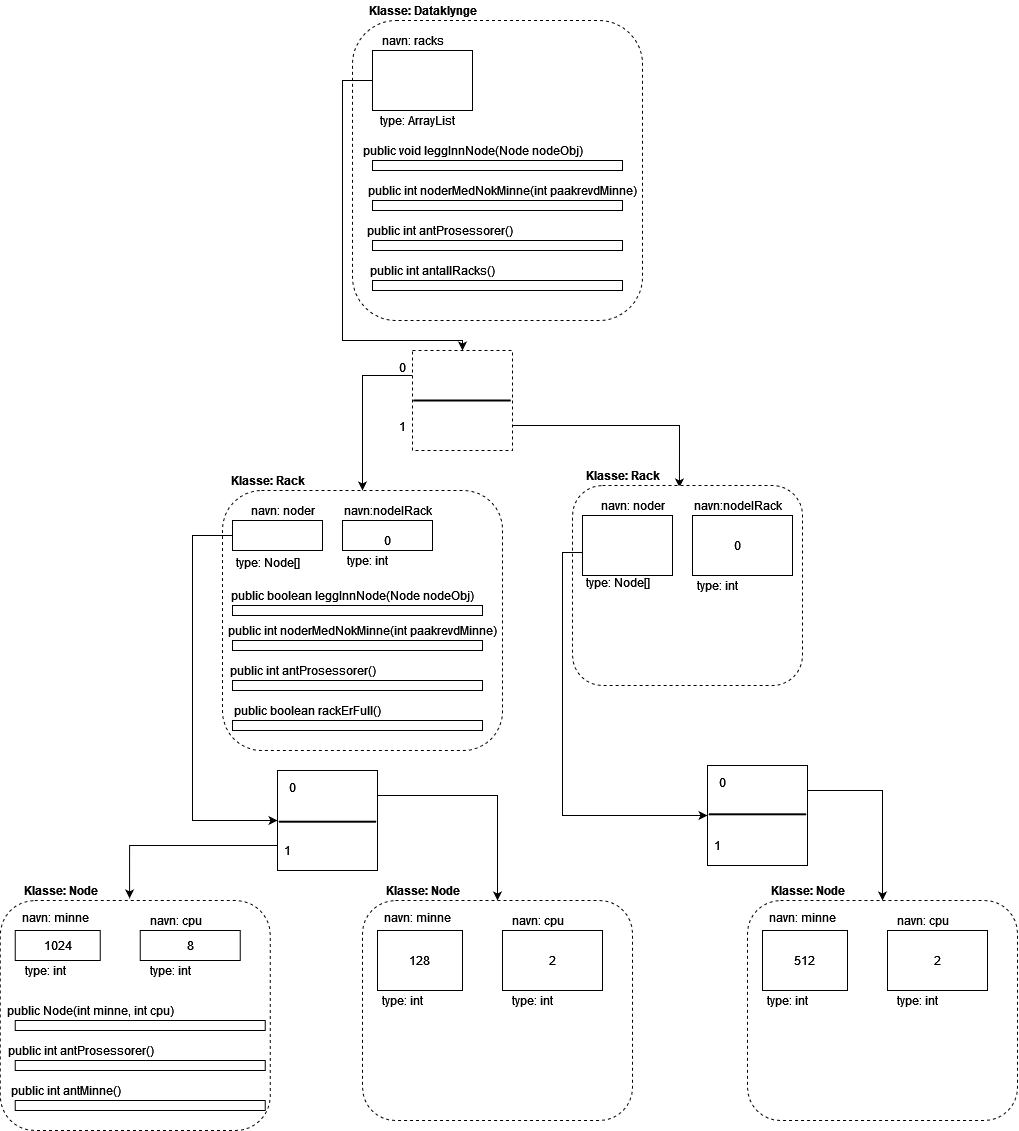 Klasse: Dataklynge
navn: racks
type: ArrayList
public void leggInnNode(Node nodeObj)
public int noderMedNokMinne(int paakrevdMinne)
public int antProsessorer()
public int antallRacks()
0
1
Klasse: Rack
navn: noder
navn:nodeIRack
0
type: Node[]
type: int
public boolean leggInnNode(Node nodeObj)
public int noderMedNokMinne(int paakrevdMinne)
public int antProsessorer()
public boolean rackErFull()
Klasse: Rack
navn: noder
navn:nodeIRack
0
type: Node[]
type: int
0
1
0
1
Klasse: Node
navn: minne
navn: cpu
1024
8
type: int
type: int
public Node(int minne, int cpu)
public int antProsessorer()
public int antMinne()
Klasse: Node
navn: minne
navn: cpu
128
2
type: int
type: int
Klasse: Node
navn: minne
navn: cpu
512
2
type: int
type: int